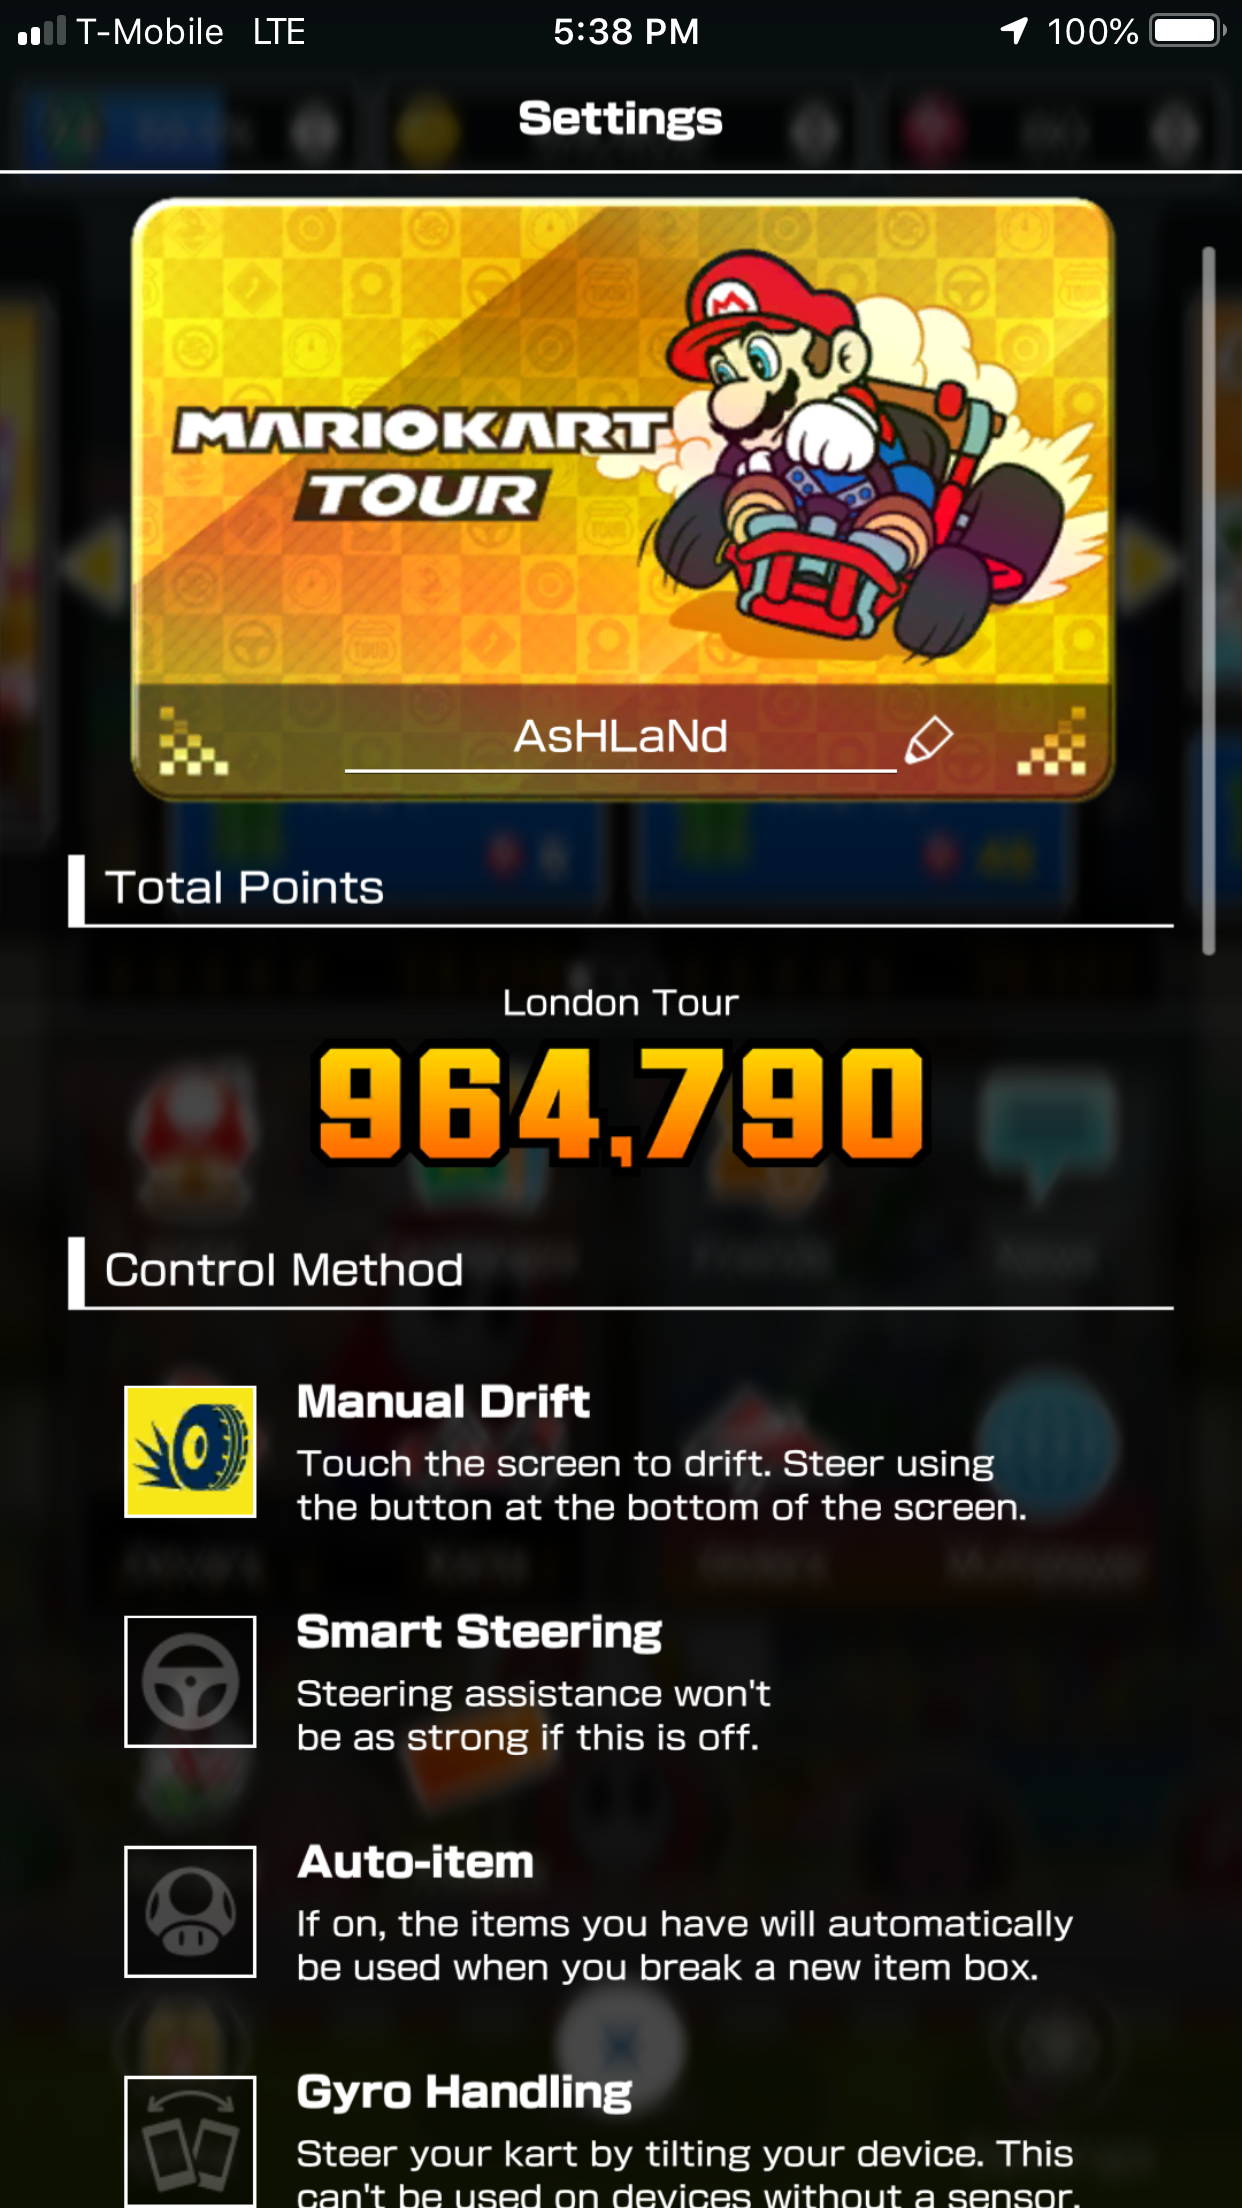 T-Mobile LTE 5:38 PM 100%
Settings
MARIOKART
TOUR
AsHLaNd
Total Points
London Tour
964,790
Control Method
Manual Drift
Touch the screen to drift. Steer using
the button at the bottom of the screen.
Smart Steering
Steering assistance won't
be as strong if this is off.
Auto-item
If on, the items you have will automatically
be used when you break a new item box.
Gyro Handling
Steer your kart by tilting your device. This
can't be used on devices without a sensor.